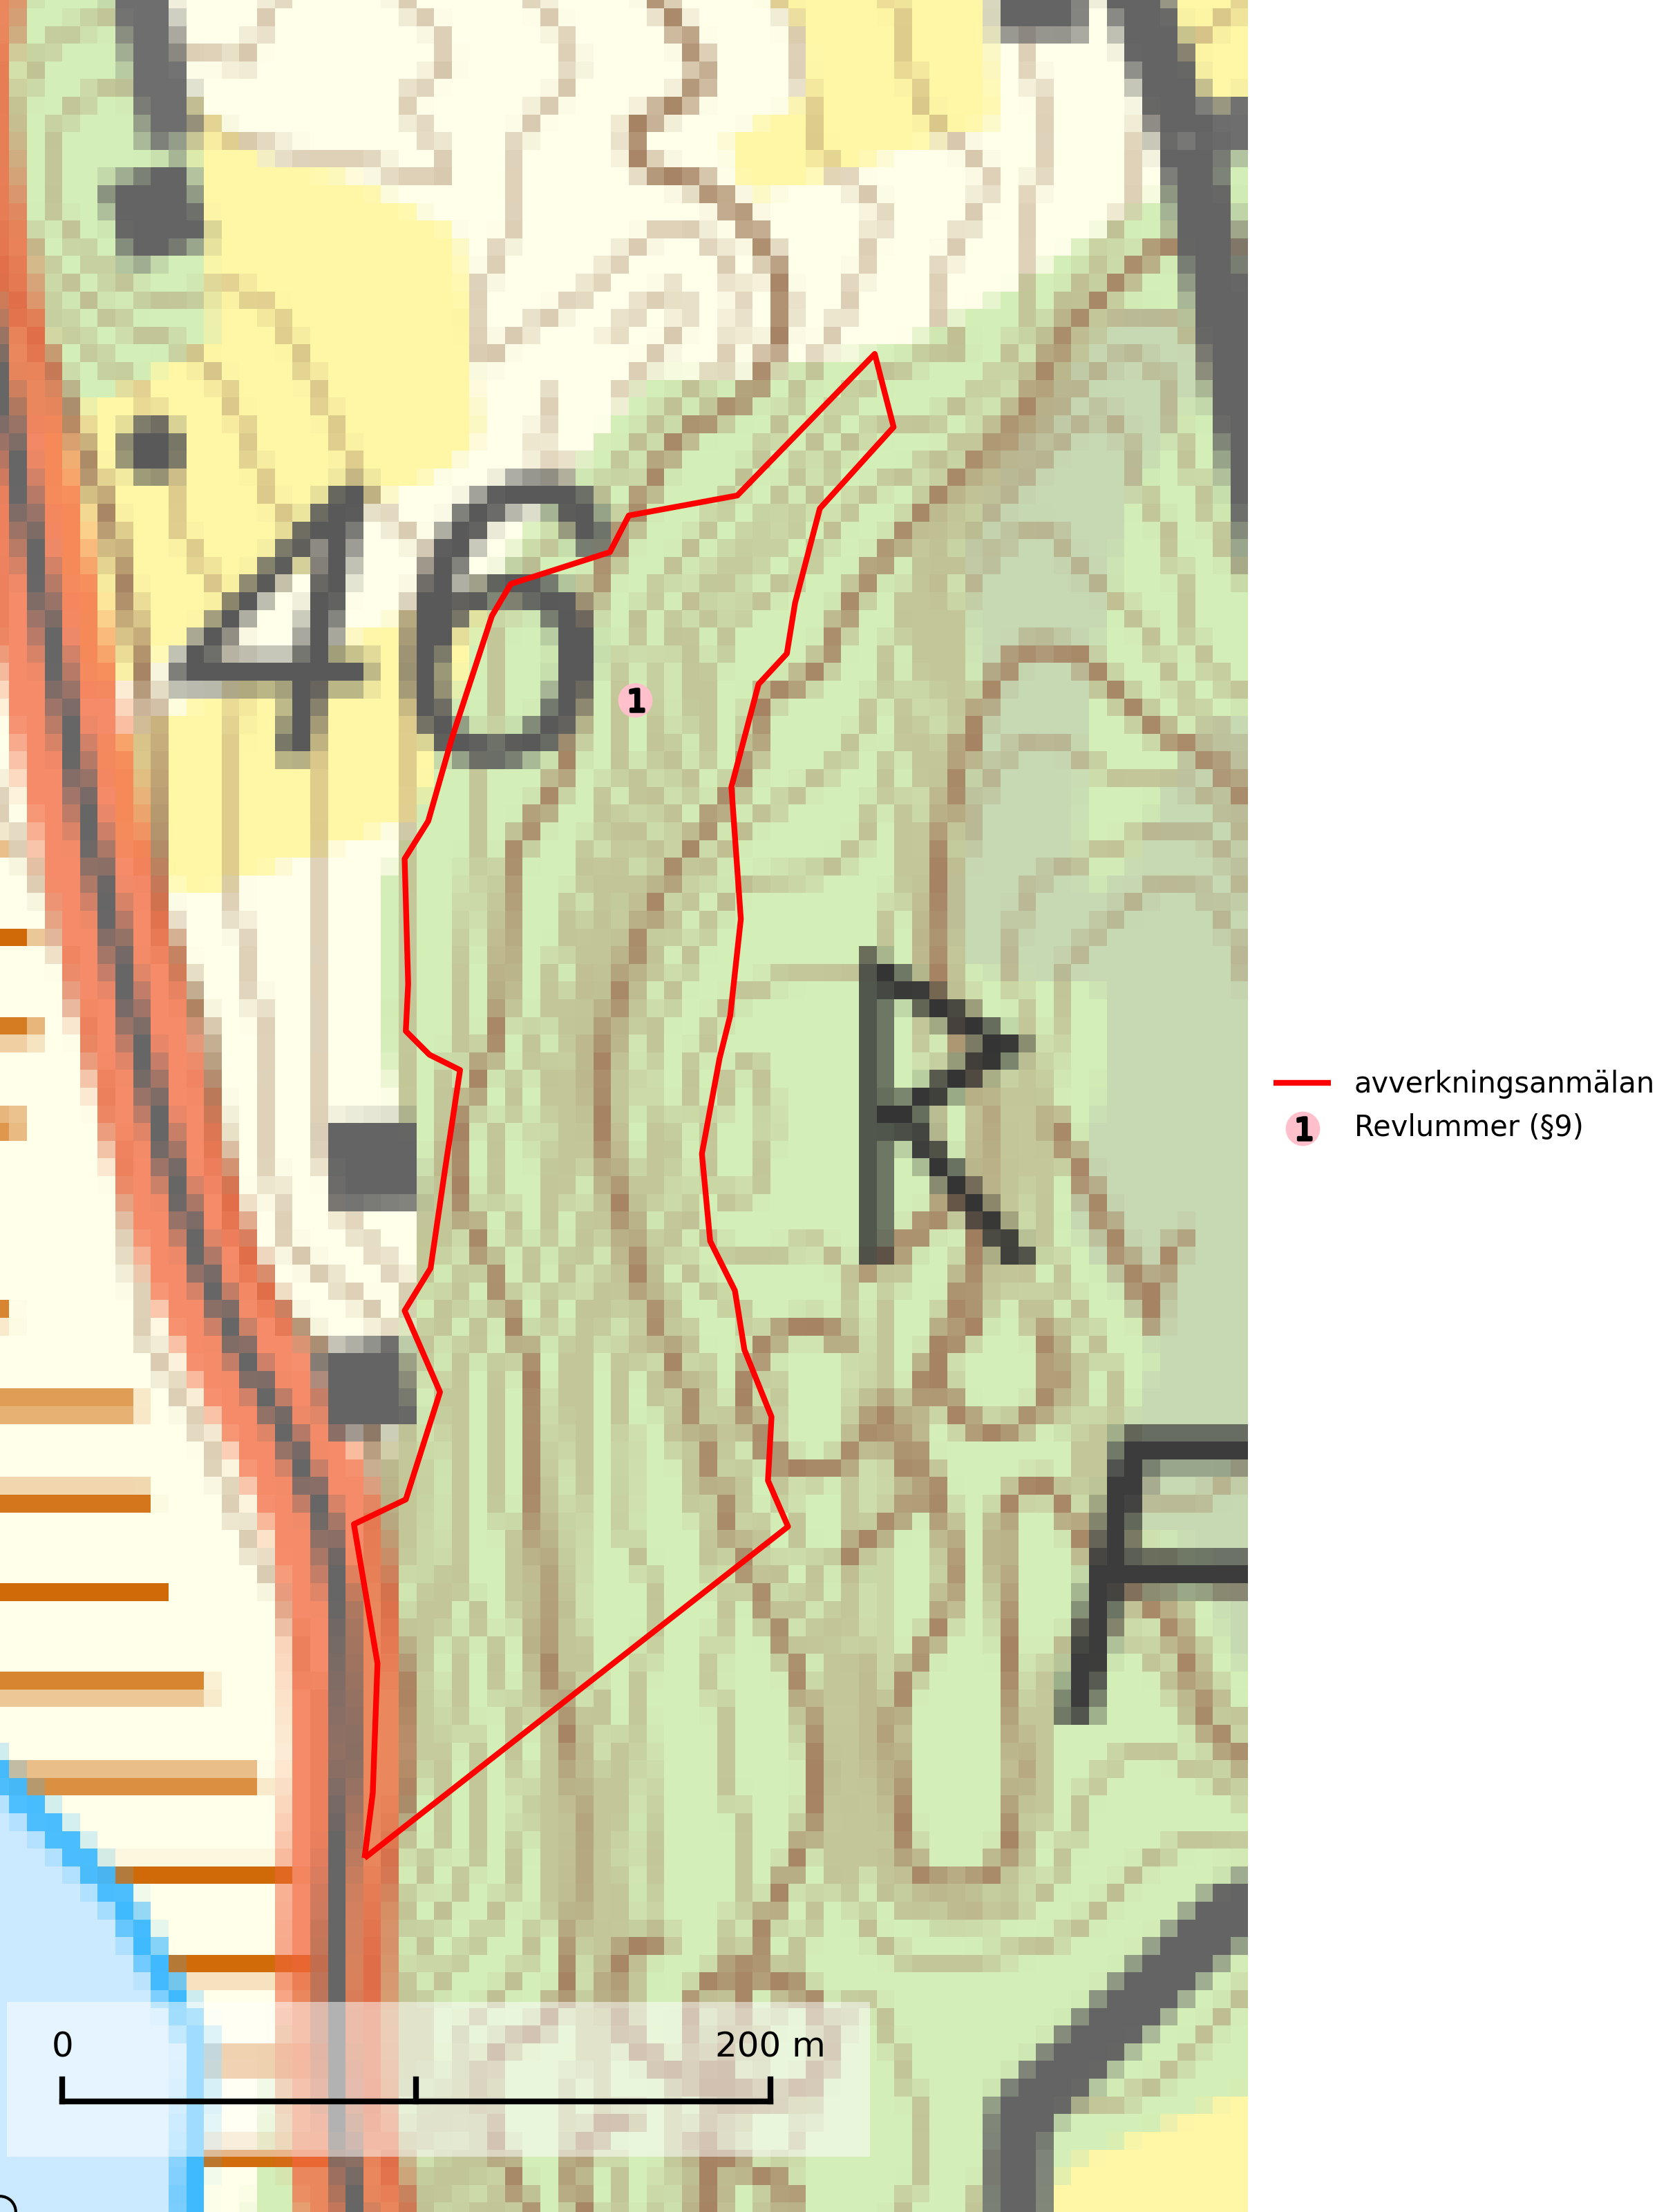 46
1
R
F
avverkningsanmälan
1 Revlummer (§9)
0 200 m